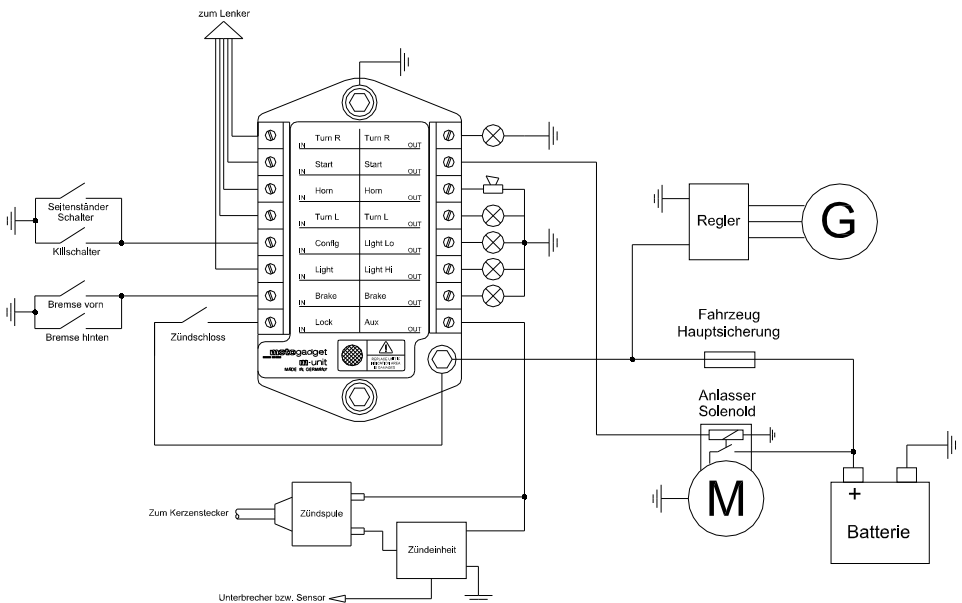 zum Lenker
Turn R Turn R
IN OUT
Start Start
IN OUT
Horn Horn
IN OUT
Turn L Turn L
IN OUT
Config Light Lo
IN OUT
Light Light Hi
IN OUT
Brake Brake
IN OUT
Lock Aux
IN OUT
motogadget
m-unit
MADE IN GERMANY
Seitenständer
Schalter
Killschalter
Bremse vorn
Bremse hinten
Zündschloss
Regler
G
Fahrzeug
Hauptsicherung
Anlasser
Solenoid
M
+
Batterie
Zum Kerzenstecker
Zündspule
Zündeinheit
Unterbrecher bzw. Sensor